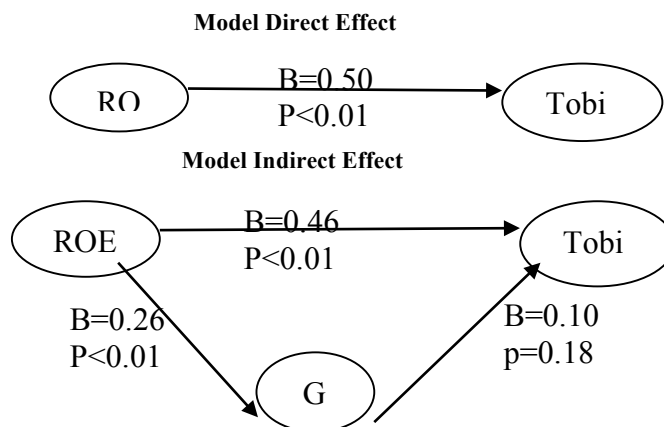 Model Direct Effect
B=0.50
RO
Tobi
P<0.01
Model Indirect Effect
B=0.46
ROE
Tobi
P<0.01
B=0.26
B=0.10
P<0.01
p=0.18
G